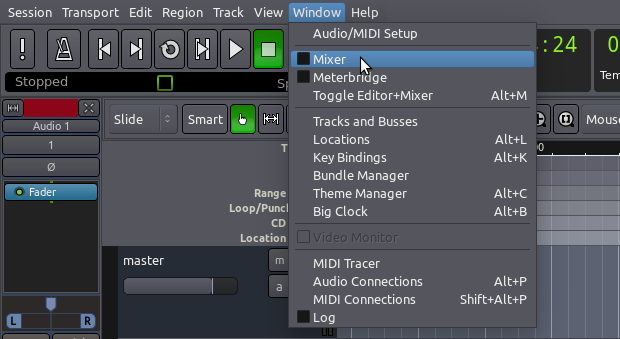 Session Transport Edit Region Track View Window Help
Audio/MIDI Setup
:24
0
Stopped
Mixer
Meterbridge
Toggle Editor+Mixer Alt+M
Audio 1
1
Ø
Slide
Smart
Tracks and Busses
Locations Alt+L
Key Bindings Alt+K
Bundle Manager
Theme Manager Alt+C
Big Clock Alt+B
Video Monitor
MIDI Tracer
Audio Connections Alt+P
MIDI Connections Shift+Alt+P
Log
Fader
Range
Loop/Punch
CD
Location
master
m
a
L R